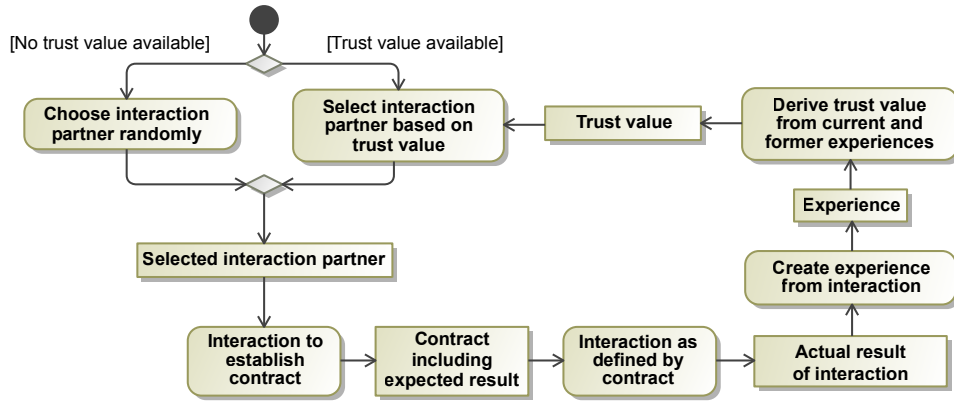 [No trust value available]
[Trust value available]
Choose interaction
partner randomly
Select interaction
partner based on
trust value
Trust value
Derive trust value
from current and
former experiences
Experience
Selected interaction partner
Create experience
from interaction
Interaction to
establish
contract
Contract
including
expected result
Interaction as
defined by
contract
Actual result
of interaction